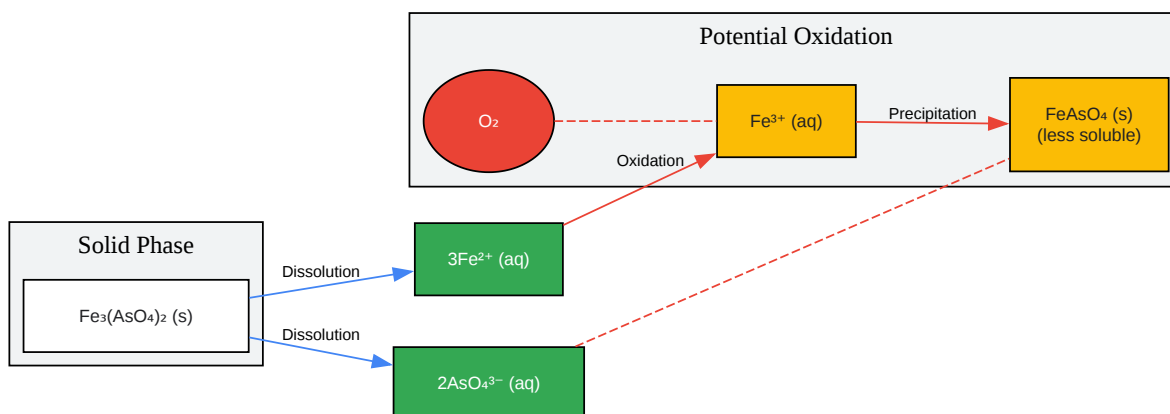 Potential Oxidation
O₂
Fe³⁺ (aq)
Precipitation
FeAsO₄ (s)
(less soluble)
Oxidation
Solid Phase
3Fe²⁺ (aq)
Dissolution
Fe₃(AsO₄)₂ (s)
Dissolution
2AsO₄³⁻ (aq)